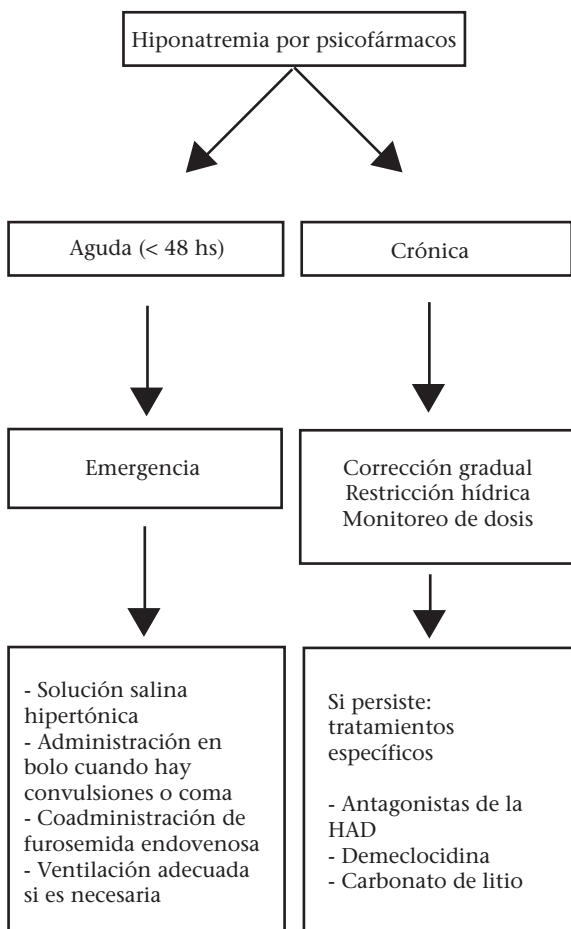 Hiponatremia por psicofármacos
Aguda (< 48 hs)
Crónica
Emergencia
Corrección gradual
Restricción hídrica
Monitoreo de dosis
- Solución salina
hipertónica
- Administración en
bolo cuando hay
convulsiones o coma
- Coadministración de
furosemida endovenosa
- Ventilación adecuada
si es necesaria
Si persiste:
tratamientos
específicos
- Antagonistas de la
HAD
- Demeclocidina
- Carbonato de litio